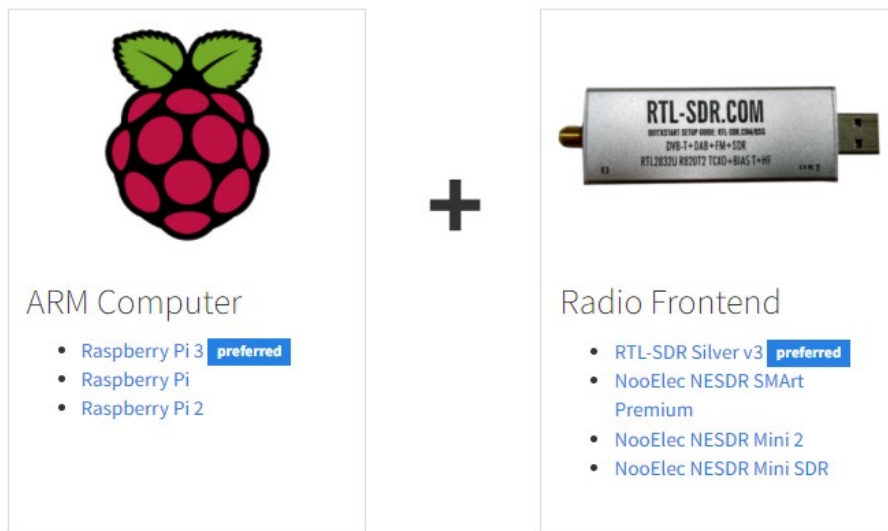 RTL-SDR.COM
QUICKSTART SETUP GUIDE: RTL-SDR.COM/QSG
DVB-T+DAB+FM+SDR
RTL2832U R820T2 TCXO+BIAS T+HF
+
ARM Computer
Raspberry Pi 3 preferred
Raspberry Pi
Raspberry Pi 2
Radio Frontend
RTL-SDR Silver v3 preferred
NooElec NESDR SMArt
Premium
NooElec NESDR Mini 2
NooElec NESDR Mini SDR